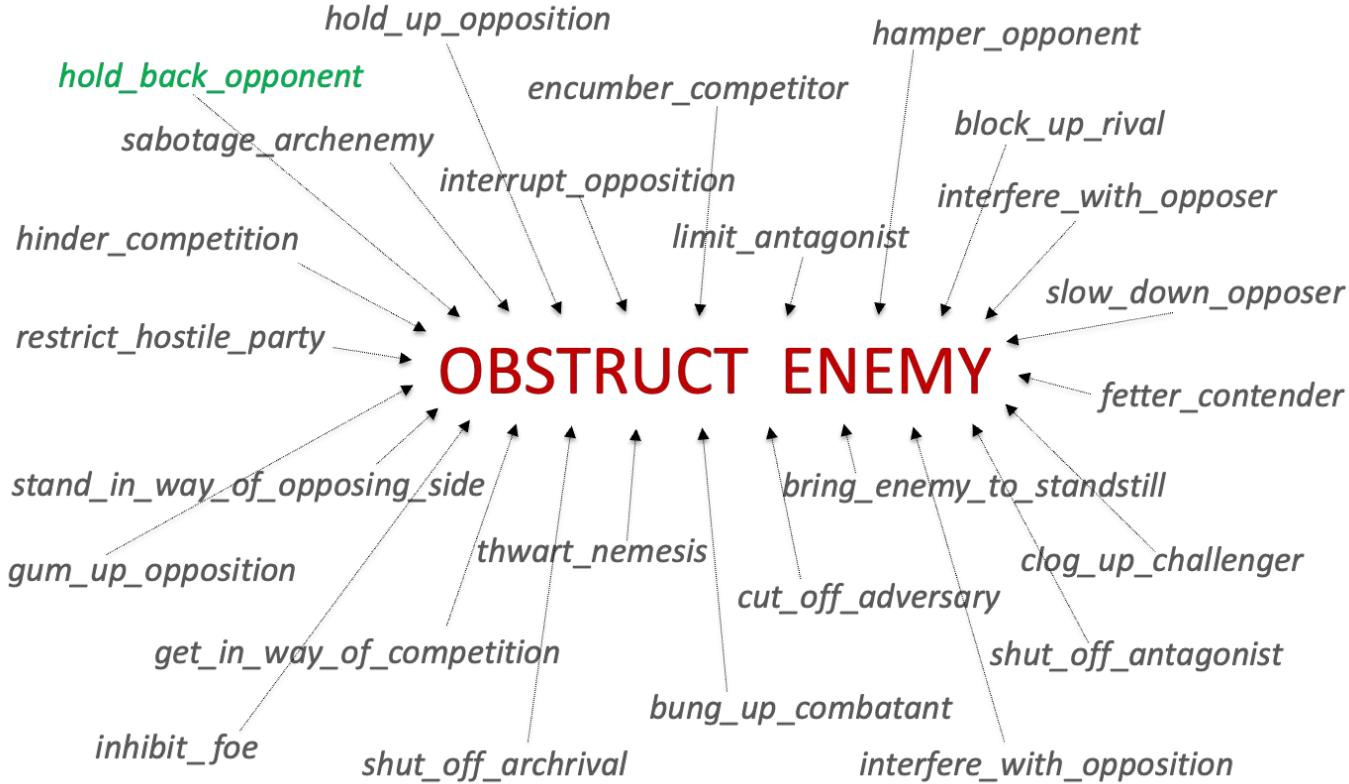 hold_up_opposition
hamper_opponent
hold_back_opponent
encumber_competitor
block_up_rival
sabotage_archenemy
interrupt_opposition
interfere_with_opposer
limit_antagonist
hinder_competition
slow_down_opposer
restrict_hostile_party
OBSTRUCT ENEMY
fetter_contender
stand_in_way_of_opposing_side
bring_enemy_to_standstill
thwart_nemesis
clog_up_challenger
gum_up_opposition
cut_off_adversary
get_in_way_of_competition
shut_off_antagonist
bung_up_combatant
inhibit_foe
shut_off_archrival
interfere_with_opposition